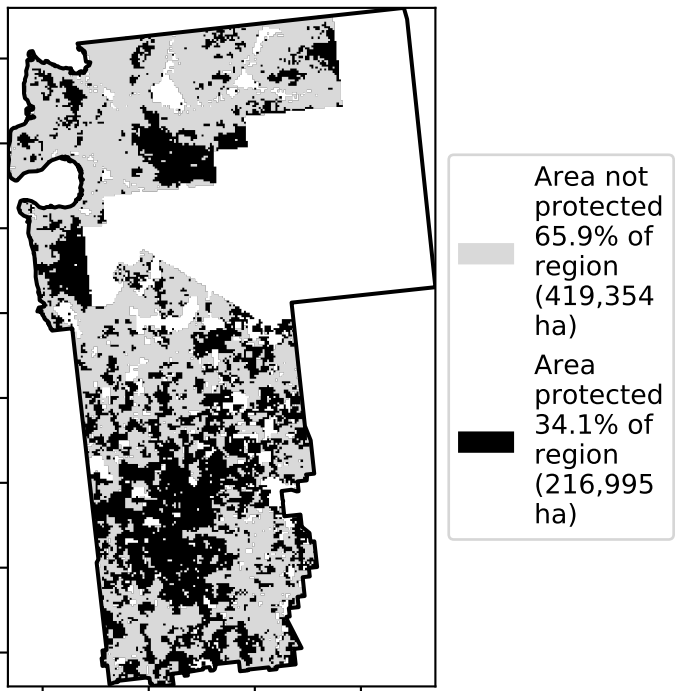 Area not
protected
65.9% of
region
(419,354
ha)
Area
protected
34.1% of
region
(216,995
ha)